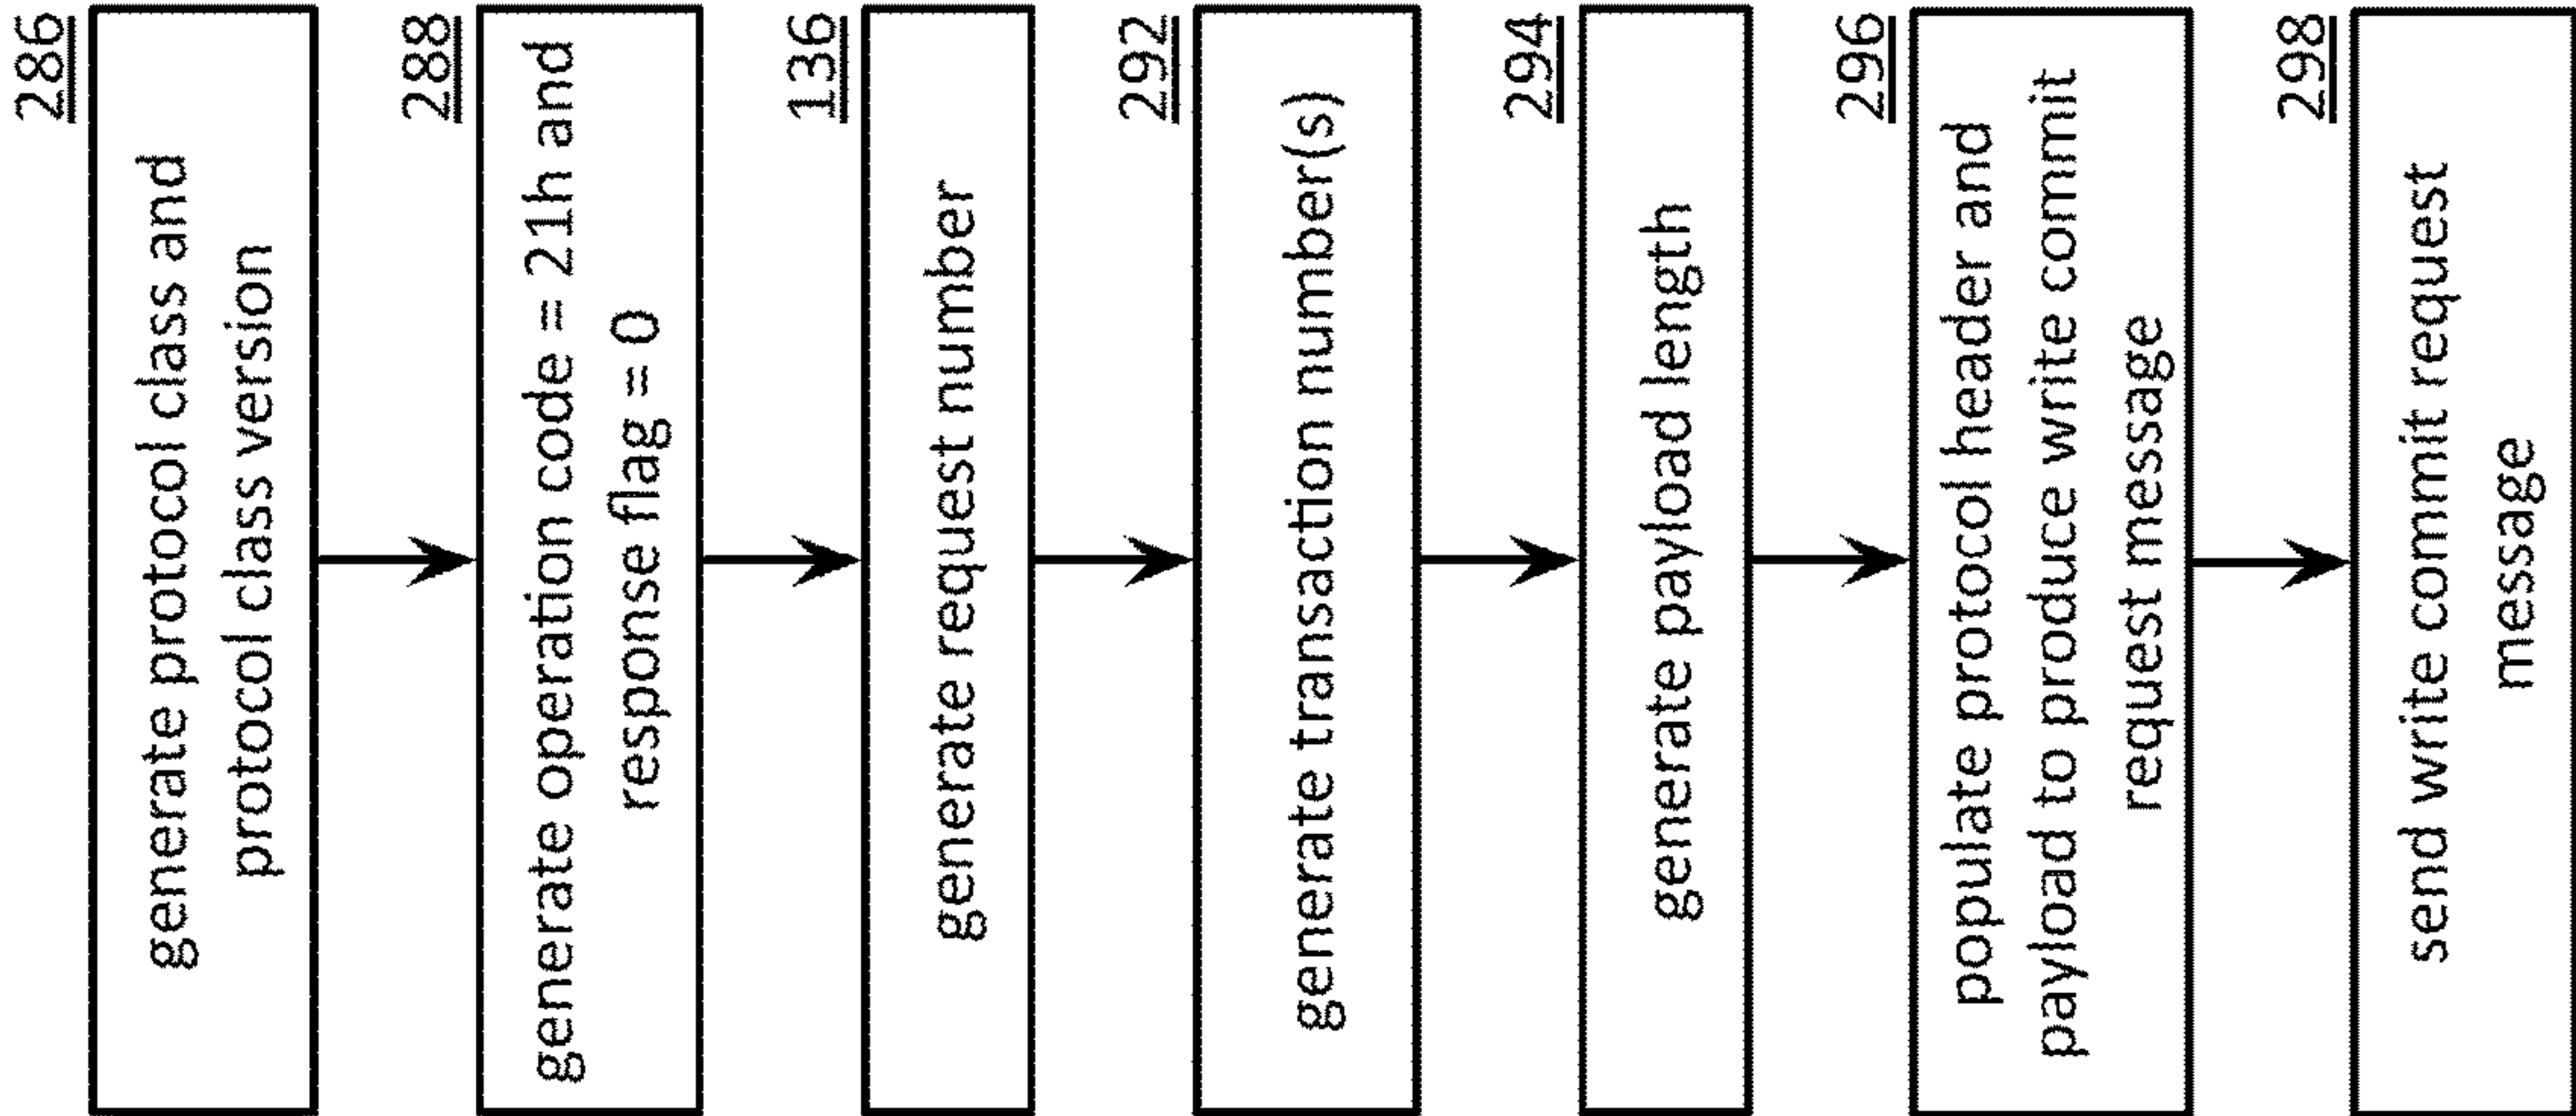 286
generate protocol class and
protocol class version
288
generate operation code = 21h and
response flag = 0
136
generate request number
292
generate transaction number(s)
294
generate payload length
296
populate protocol header and
payload to produce write commit
request message
298
send write commit request
message